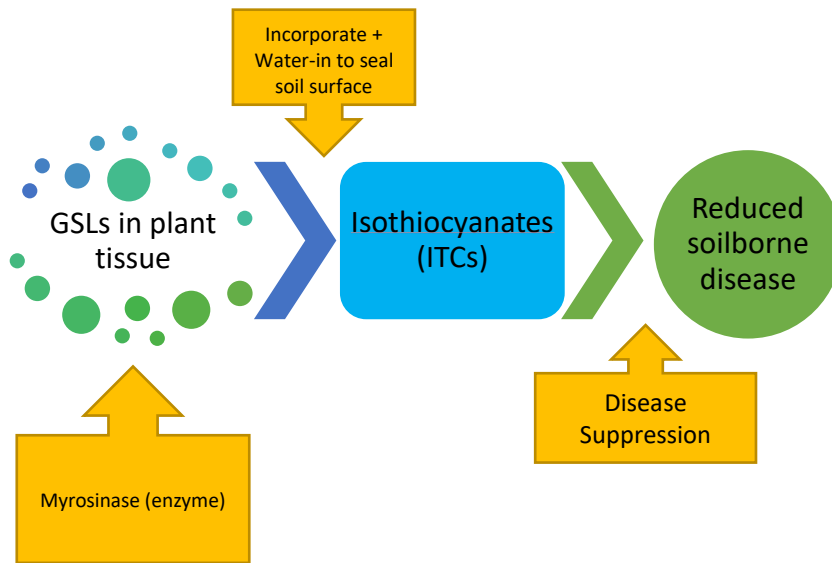 Incorporate +
Water-in to seal
soil surface
GSLs in plant
tissue
Isothiocyanates
(ITCs)
Reduced
soilborne
disease
Myrosinase (enzyme)
Disease
Suppression